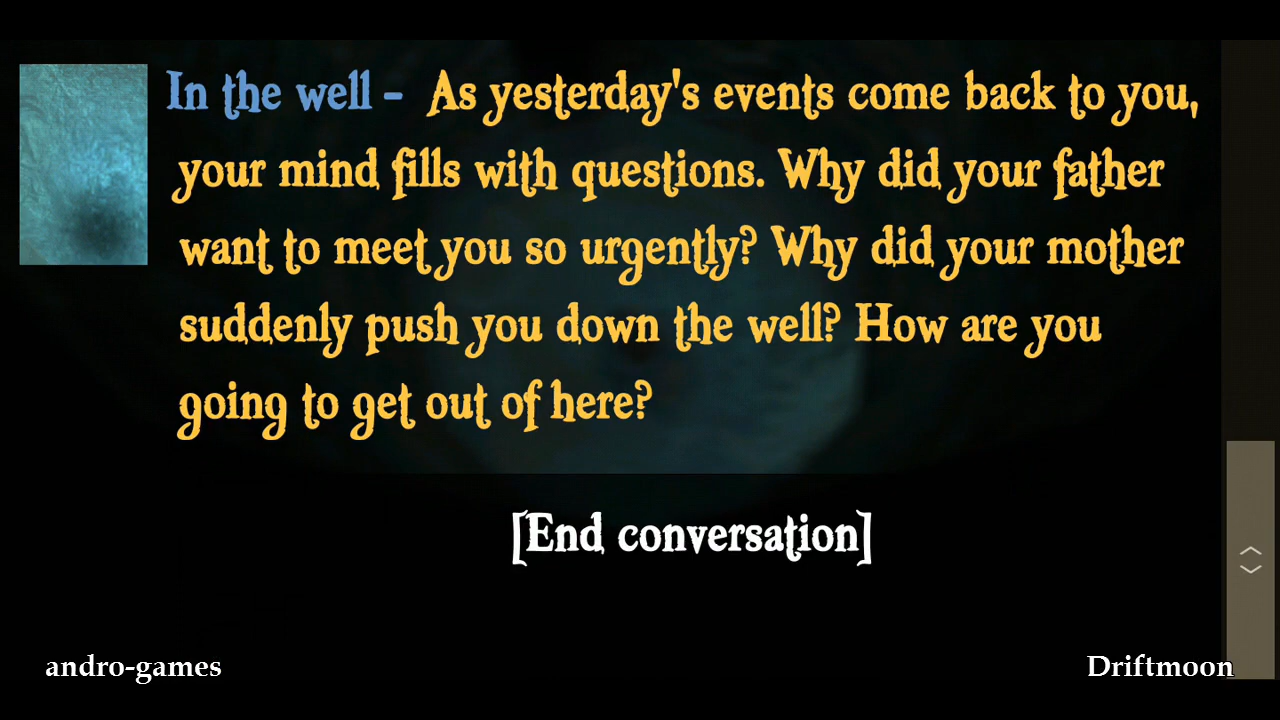 In the well - As yesterday's events come back to you,
your mind fills with questions. Why did your father
want to meet you so urgently? Why did your mother
suddenly push you down the well? How are you
going to get out of here?
[End conversation]
andro-games
Driftmoon